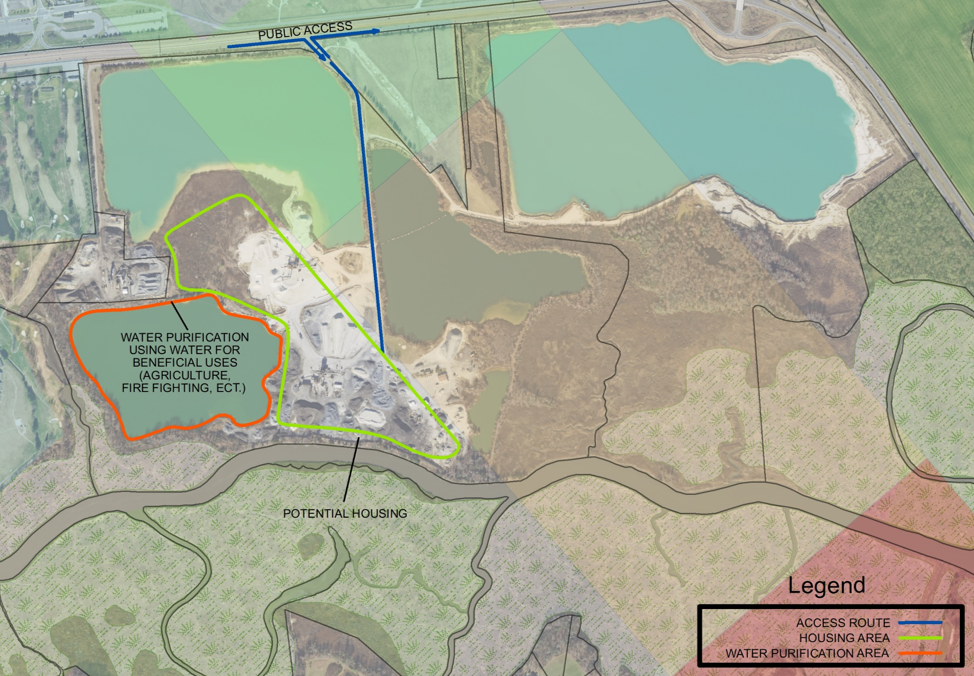 PUBLIC ACCESS
WATER PURIFICATION
USING WATER FOR
BENEFICIAL USES
(AGRICULTURE,
FIRE FIGHTING, ECT.)
POTENTIAL HOUSING
Legend
ACCESS ROUTE
HOUSING AREA
WATER PURIFICATION AREA